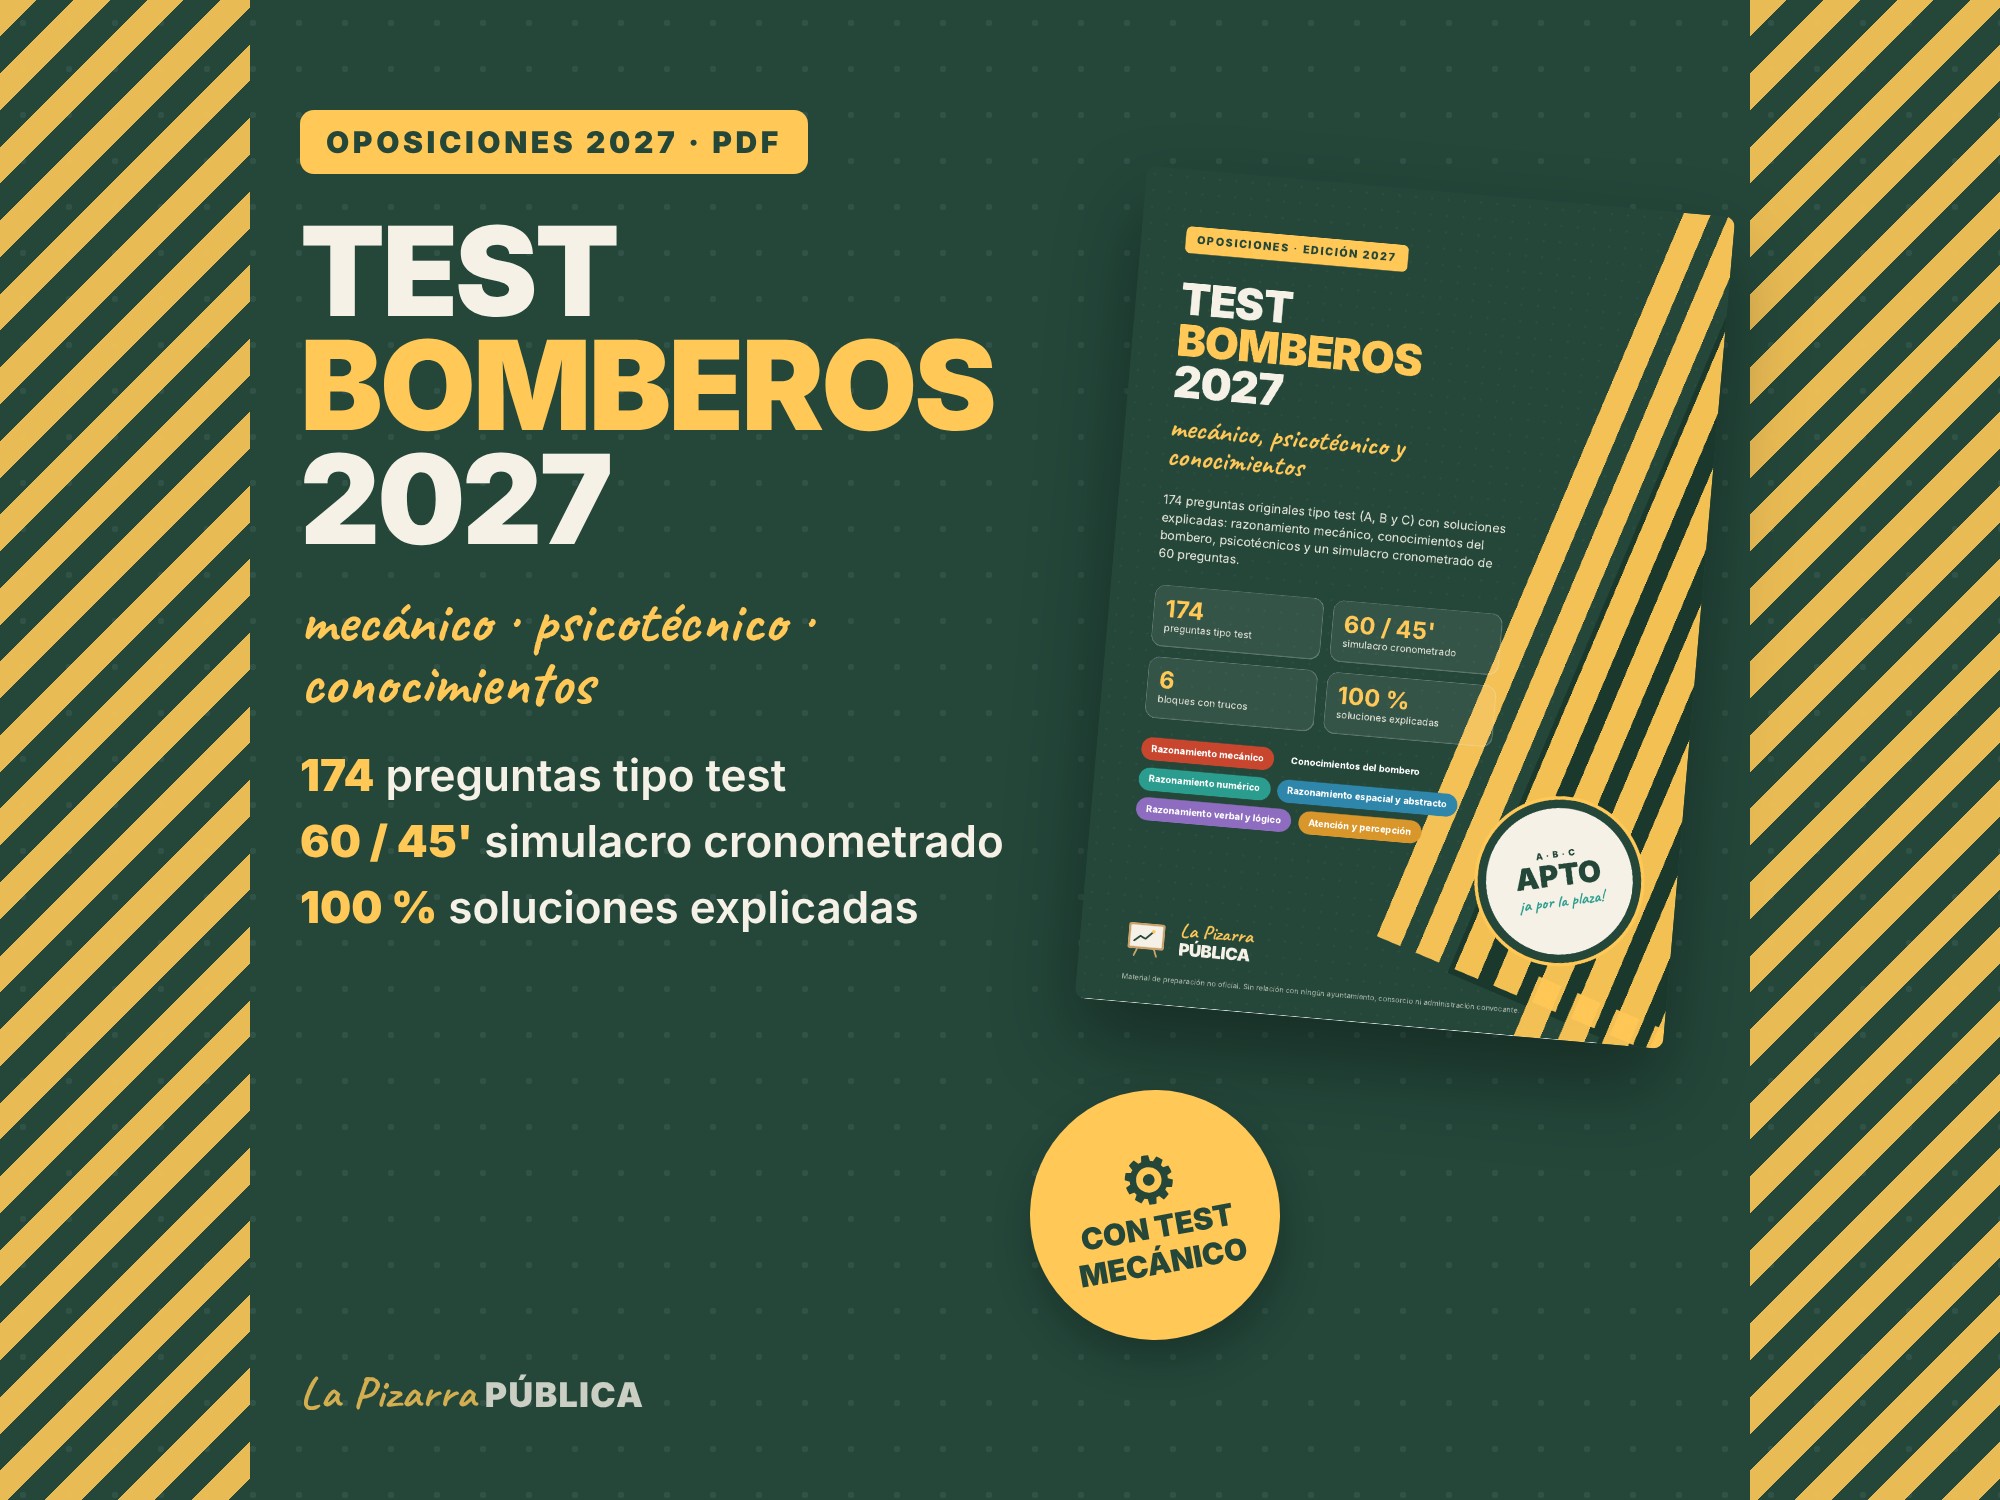 OPOSICIONES 2027 · PDF
TEST
BOMBEROS
2027
mecánico · psicotécnico ·
conocimientos
174 preguntas tipo test
60 / 45' simulacro cronometrado
100 % soluciones explicadas
La Pizarra PÚBLICA
OPOSICIONES · EDICIÓN 2027
TEST
BOMBEROS
2027
mecánico, psicotécnico y
conocimientos
174 preguntas originales tipo test (A, B y C) con soluciones
explicadas: razonamiento mecánico, conocimientos del
bombero, psicotécnicos y un simulacro cronometrado de
60 preguntas.
174
preguntas tipo test
60 / 45'
simulacro cronometrado
6
bloques con trucos
100 %
soluciones explicadas
Razonamiento mecánico
Conocimientos del bombero
Razonamiento numérico
Razonamiento espacial y abstracto
Razonamiento verbal y lógico
Atención y percepción
A · B · C
APTO
¡a por la plaza!
La Pizarra
PÚBLICA
Material de preparación no oficial. Sin relación con ningún ayuntamiento, consorcio ni administración convocante.
CON TEST
MECÁNICO